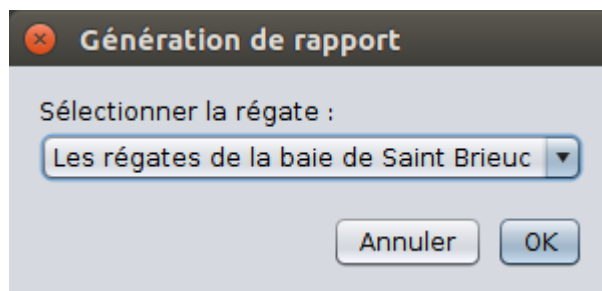 Génération de rapport
Sélectionner la régate :
Les régates de la baie de Saint Brieuc
Annuler OK